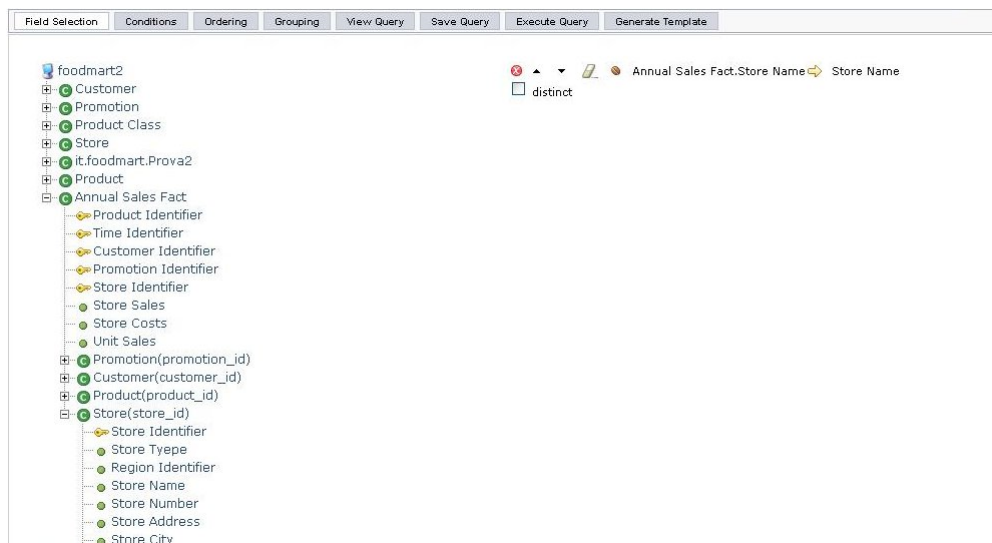 Field Selection Conditions Ordering Grouping View Query Save Query Execute Query Generate Template
foodmart2
Annual Sales Fact.Store Name Store Name
Customer
distinct
Promotion
Product Class
Store
it.foodmart.Prova2
Product
Annual Sales Fact
Product Identifier
Time Identifier
Customer Identifier
Promotion Identifier
Store Identifier
Store Sales
Store Costs
Unit Sales
Promotion(promotion_id)
Customer(customer_id)
Product(product_id)
Store(store_id)
Store Identifier
Store Tyepe
Region Identifier
Store Name
Store Number
Store Address
Store City